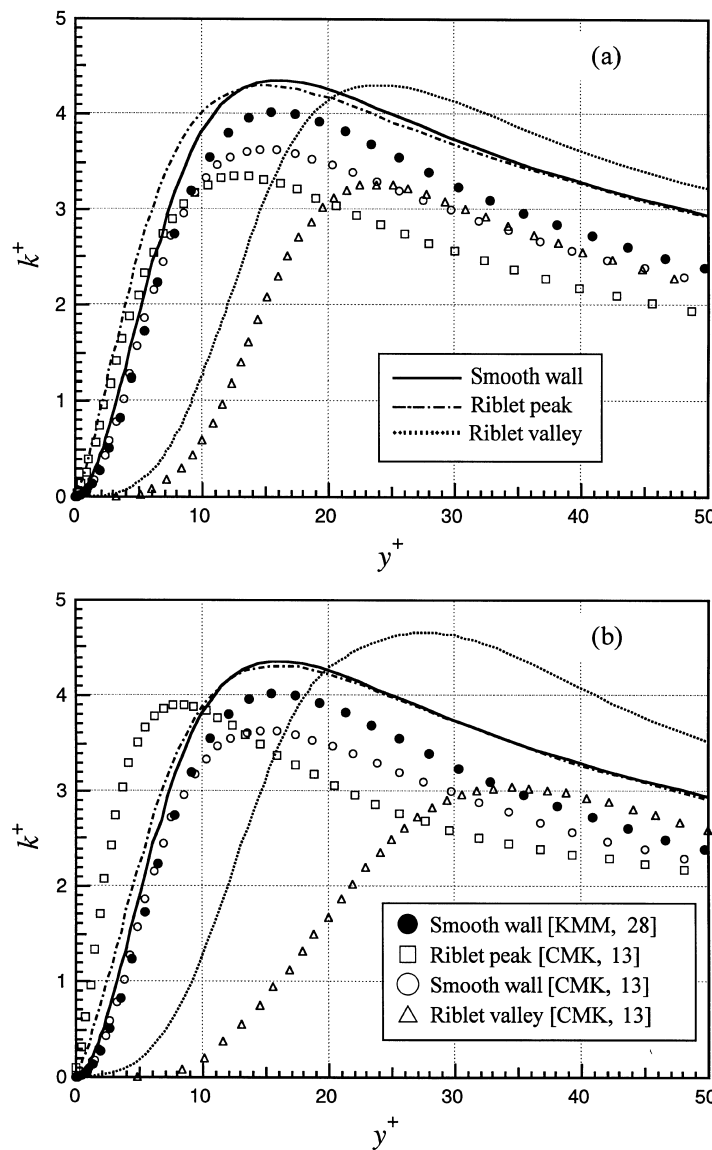 5
(a)
4
3
k+
2
Smooth wall
Riblet peak
1
Riblet valley
0
0 10 20 30 40 50
y+
5
(b)
4
3
k+
2
Smooth wall [KMM, 28]
Riblet peak [CMK, 13]
1
Smooth wall [CMK, 13]
Riblet valley [CMK, 13]
0
0 10 20 30 40 50
y+